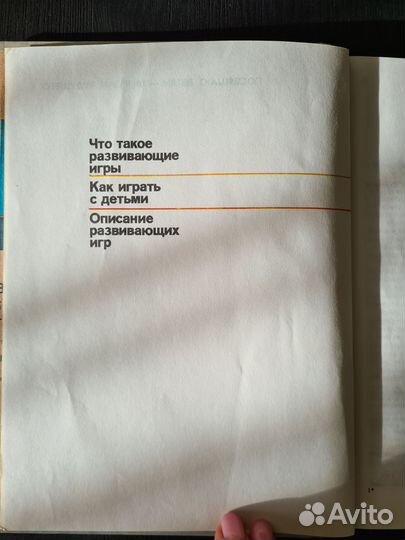 Что такое
развивающие
игры
Как играть
с детьми
Описание
развивающих
игр
Avito